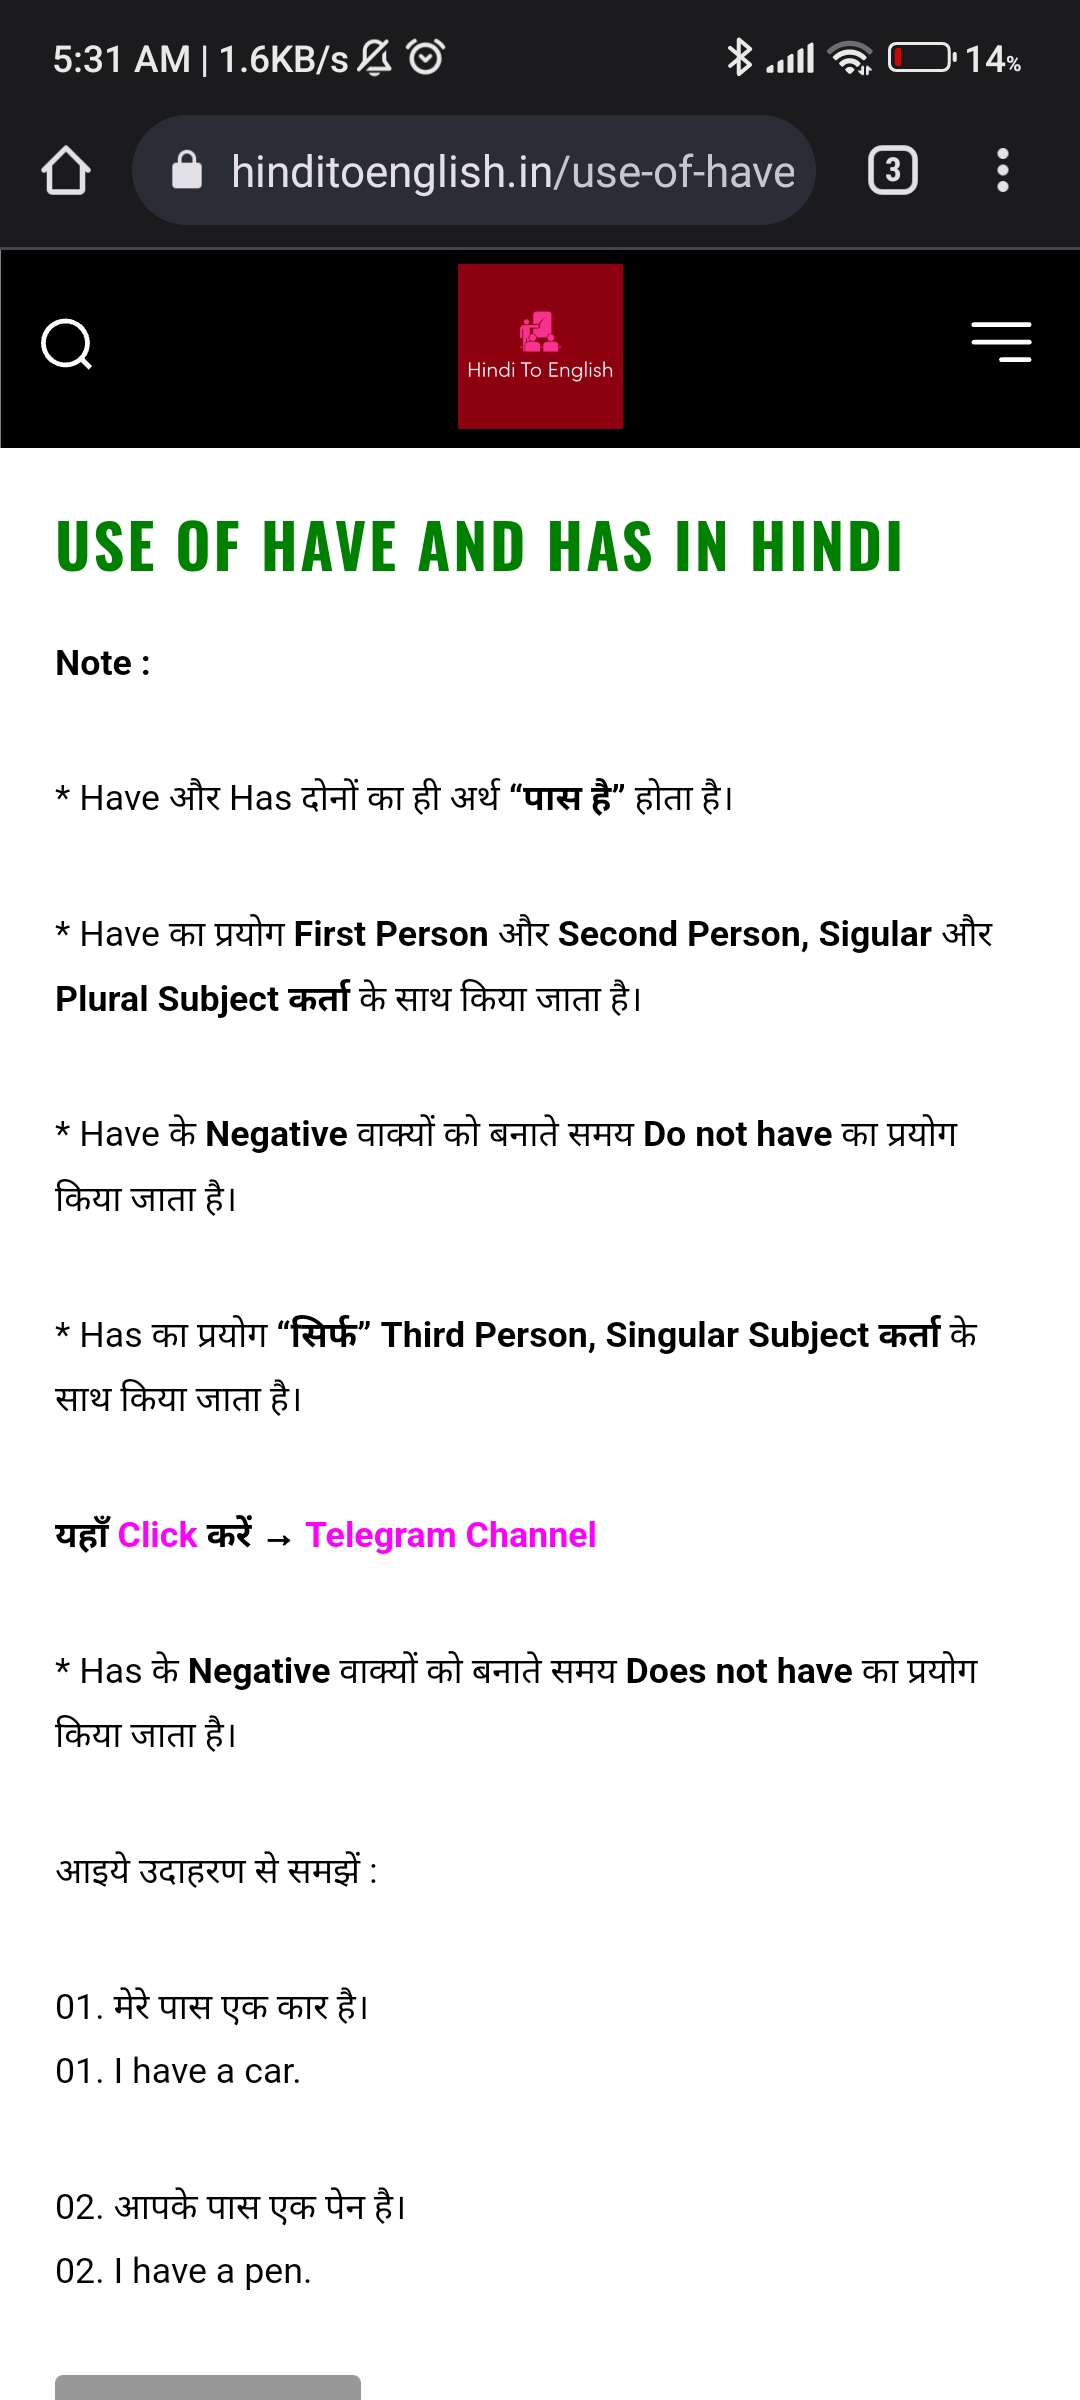 5:31 AM | 1.6KB/s
14%
hinditoenglish.in/use-of-have
3
Hindi To English
USE OF HAVE AND HAS IN HINDI
Note :
* Have और Has दोनों का ही अर्थ “पास है” होता है।
* Have का प्रयोग First Person और Second Person, Sigular और
Plural Subject कर्ता के साथ किया जाता है।
* Have के Negative वाक्यों को बनाते समय Do not have का प्रयोग
किया जाता है।
* Has का प्रयोग “सिर्फ” Third Person, Singular Subject कर्ता के
साथ किया जाता है।
यहाँ Click करें → Telegram Channel
* Has के Negative वाक्यों को बनाते समय Does not have का प्रयोग
किया जाता है।
आइये उदाहरण से समझें :
01. मेरे पास एक कार है।
01. I have a car.
02. आपके पास एक पेन है।
02. I have a pen.